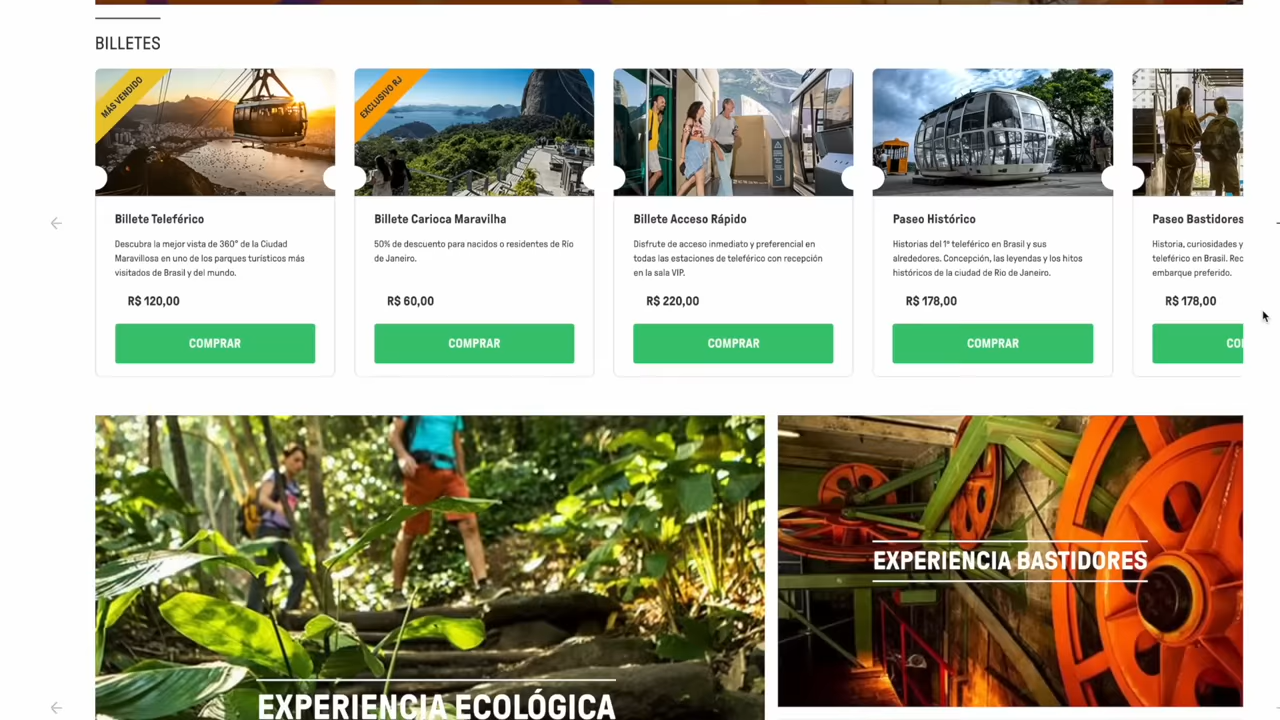 BILLETES
MÁS VENDIDO
Billete Teleférico
Descubra la mejor vista de 360° de la Ciudad
Maravillosa en uno de los parques turísticos más
visitados de Brasil y del mundo.
R$ 120,00
COMPRAR
EXCLUSIVO RJ
Billete Carioca Maravilha
50% de descuento para nacidos o residentes de Río
de Janeiro.
R$ 60,00
COMPRAR
Billete Acceso Rápido
Disfrute de acceso inmediato y preferencial en
todas las estaciones de teleférico con recepción
en la sala VIP.
R$ 220,00
COMPRAR
Paseo Histórico
Historias del 1º teleférico en Brasil y sus
alrededores. Concepción, las leyendas y los hitos
históricos de la ciudad de Rio de Janeiro.
R$ 178,00
COMPRAR
Paseo Bastidores
Historia, curiosidades y
teleférico en Brasil. Rec
embarque preferido.
R$ 178,00
CO
EXPERIENCIA ECOLÓGICA
EXPERIENCIA BASTIDORES